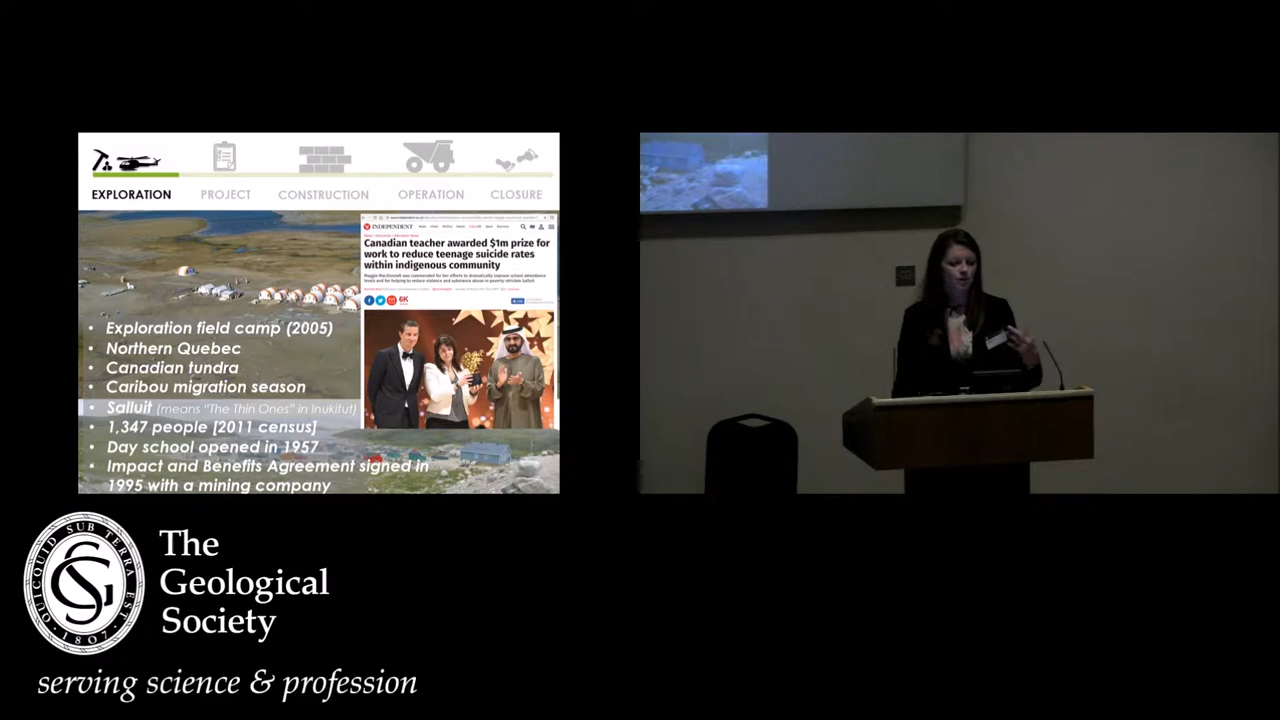 EXPLORATION
PROJECT
CONSTRUCTION
OPERATION
CLOSURE
INDEPENDENT
Canadian teacher awarded $1m prize for
work to reduce teenage suicide rates
within indigenous community
6K
• Exploration field camp (2005)
• Northern Quebec
• Canadian tundra
• Caribou migration season
• Salluit (means "The Thin Ones" in Inukitut)
• 1,347 people [2011 census]
• Day school opened in 1957
• Impact and Benefits Agreement signed in
1995 with a mining company
QUICQUID SUB TERRA EST
·1807·
The
Geological
Society
serving science & profession